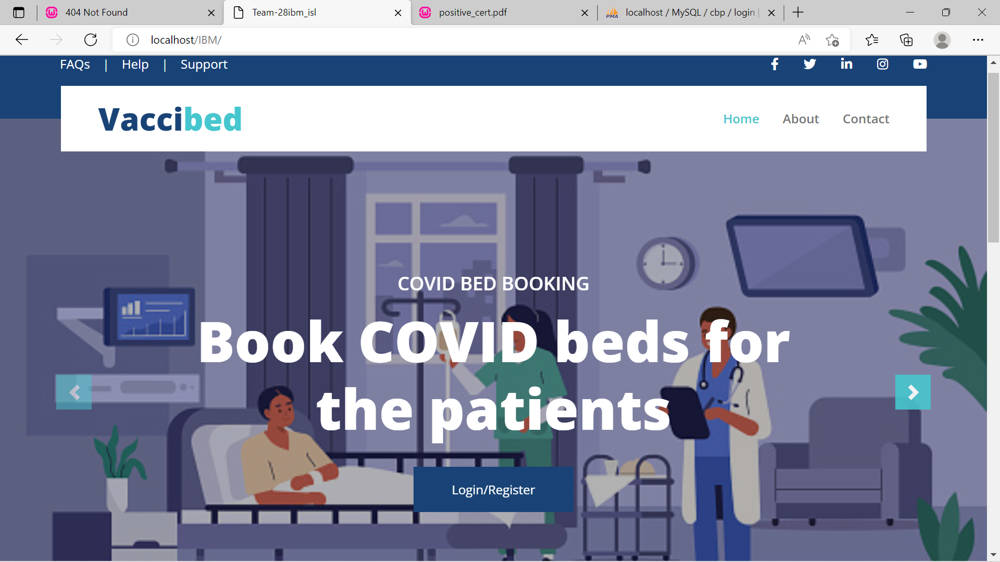 404 Not Found
Team-28ibm_isl
positive_cert.pdf
localhost / MySQL / cbp / login |
localhost/IBM/
FAQs | Help | Support
Vaccibed
Home About Contact
COVID BED BOOKING
Book COVID beds for
the patients
Login/Register